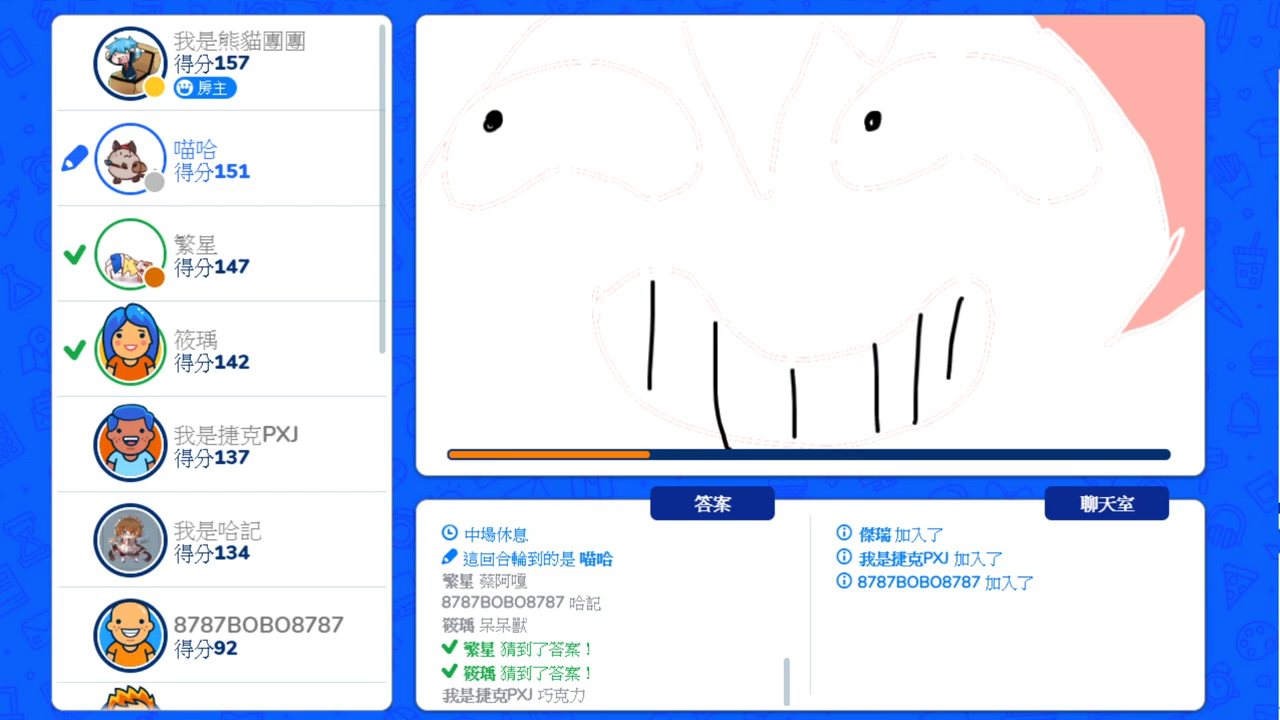 我是熊貓團團
得分157
房主
喵哈
得分151
繁星
得分147
筱瑀
得分142
我是捷克PXJ
得分137
我是哈記
得分134
8787BOBO8787
得分92
答案
中場休息
這回合輪到的是 喵哈
繁星 蔡阿嘎
8787BOBO8787 哈記
筱瑀 呆呆獸
繁星 猜到了答案！
筱瑀 猜到了答案！
我是捷克PXJ 巧克力
聊天室
傑瑞 加入了
我是捷克PXJ 加入了
8787BOBO8787 加入了